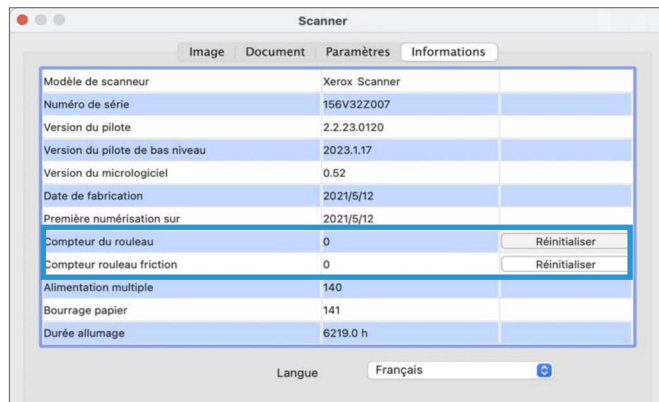 Scanner
Image Document Paramètres Informations
Modèle de scanneur Xerox Scanner
Numéro de série 156V32Z007
Version du pilote 2.2.23.0120
Version du pilote de bas niveau 2023.1.17
Version du micrologiciel 0.52
Date de fabrication 2021/5/12
Première numérisation sur 2021/5/12
Compteur du rouleau 0 Réinitialiser
Compteur rouleau friction 0 Réinitialiser
Alimentation multiple 140
Bourrage papier 141
Durée allumage 6219.0 h
Langue Français